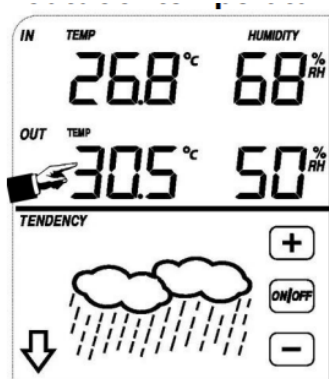 IN TEMP HUMIDITY
26.8 °C 68 % RH
OUT TEMP
30.5 °C 50 % RH
TENDENCY
+
ON/OFF
−